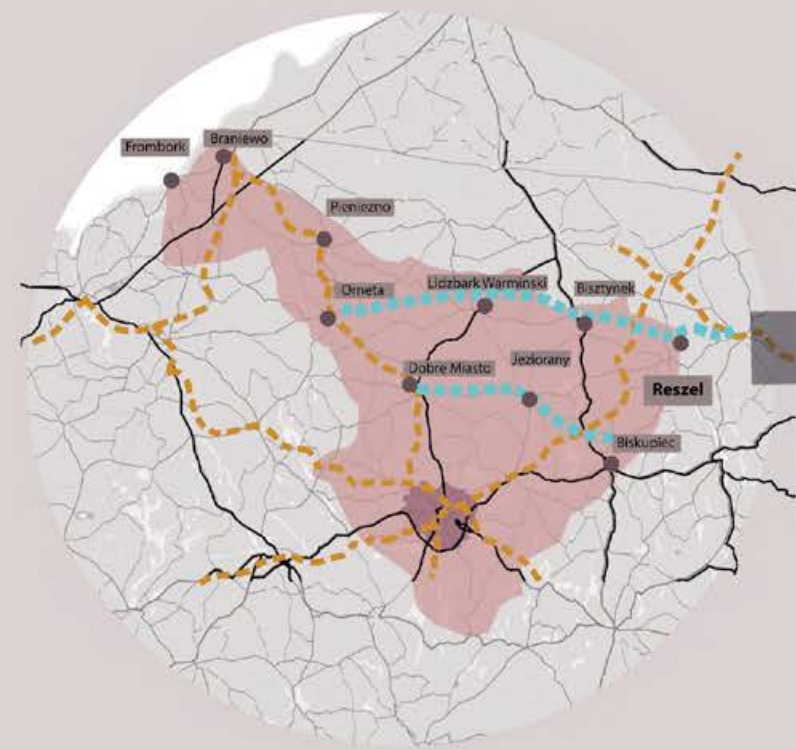 Braniewo
Frombork
Pieniezno
Lidzbark Warminski
Bisztynek
Orneta
Jeziorany
Dobre Miasto
Reszel
Biskupiec